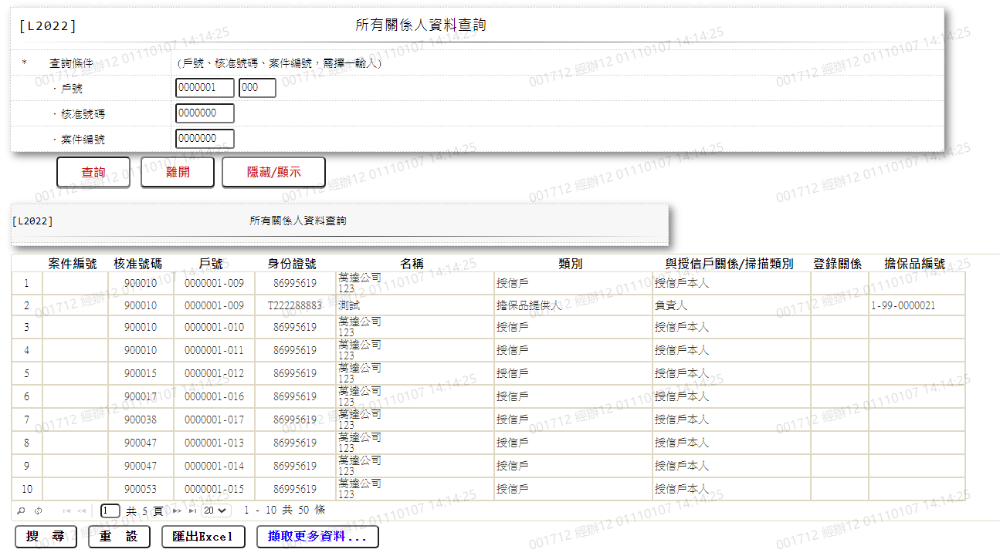 [L2022] 所有關係人資料查詢
* 查詢條件 (戶號、核准號碼、案件編號，需擇一輸入)
・戶號 0000001 000
・核准號碼 0000000
・案件編號 0000000
查詢 離開 隱藏/顯示
[L2022] 所有關係人資料查詢
案件編號 核准號碼 戶號 身份證號 名稱 類別 與授信戶關係/掃描類別 登錄關係 擔保品編號
1 900010 0000001-009 86995619 萬達公司 授信戶 授信戶本人
123
2 900010 0000001-009 T222288883 測試 擔保品提供人 負責人 1-99-0000021
3 900010 0000001-010 86995619 萬達公司 授信戶 授信戶本人
123
4 900010 0000001-011 86995619 萬達公司 授信戶 授信戶本人
123
5 900015 0000001-012 86995619 萬達公司 授信戶 授信戶本人
123
6 900017 0000001-016 86995619 萬達公司 授信戶 授信戶本人
123
7 900038 0000001-017 86995619 萬達公司 授信戶 授信戶本人
123
8 900047 0000001-013 86995619 萬達公司 授信戶 授信戶本人
123
9 900047 0000001-014 86995619 萬達公司 授信戶 授信戶本人
123
10 900053 0000001-015 86995619 萬達公司 授信戶 授信戶本人
123
1 共 5 頁 20 1 - 10 共 50 條
搜 尋 重 設 匯出Excel 擷取更多資料...
001712 經辦12 01110107 14:14:25